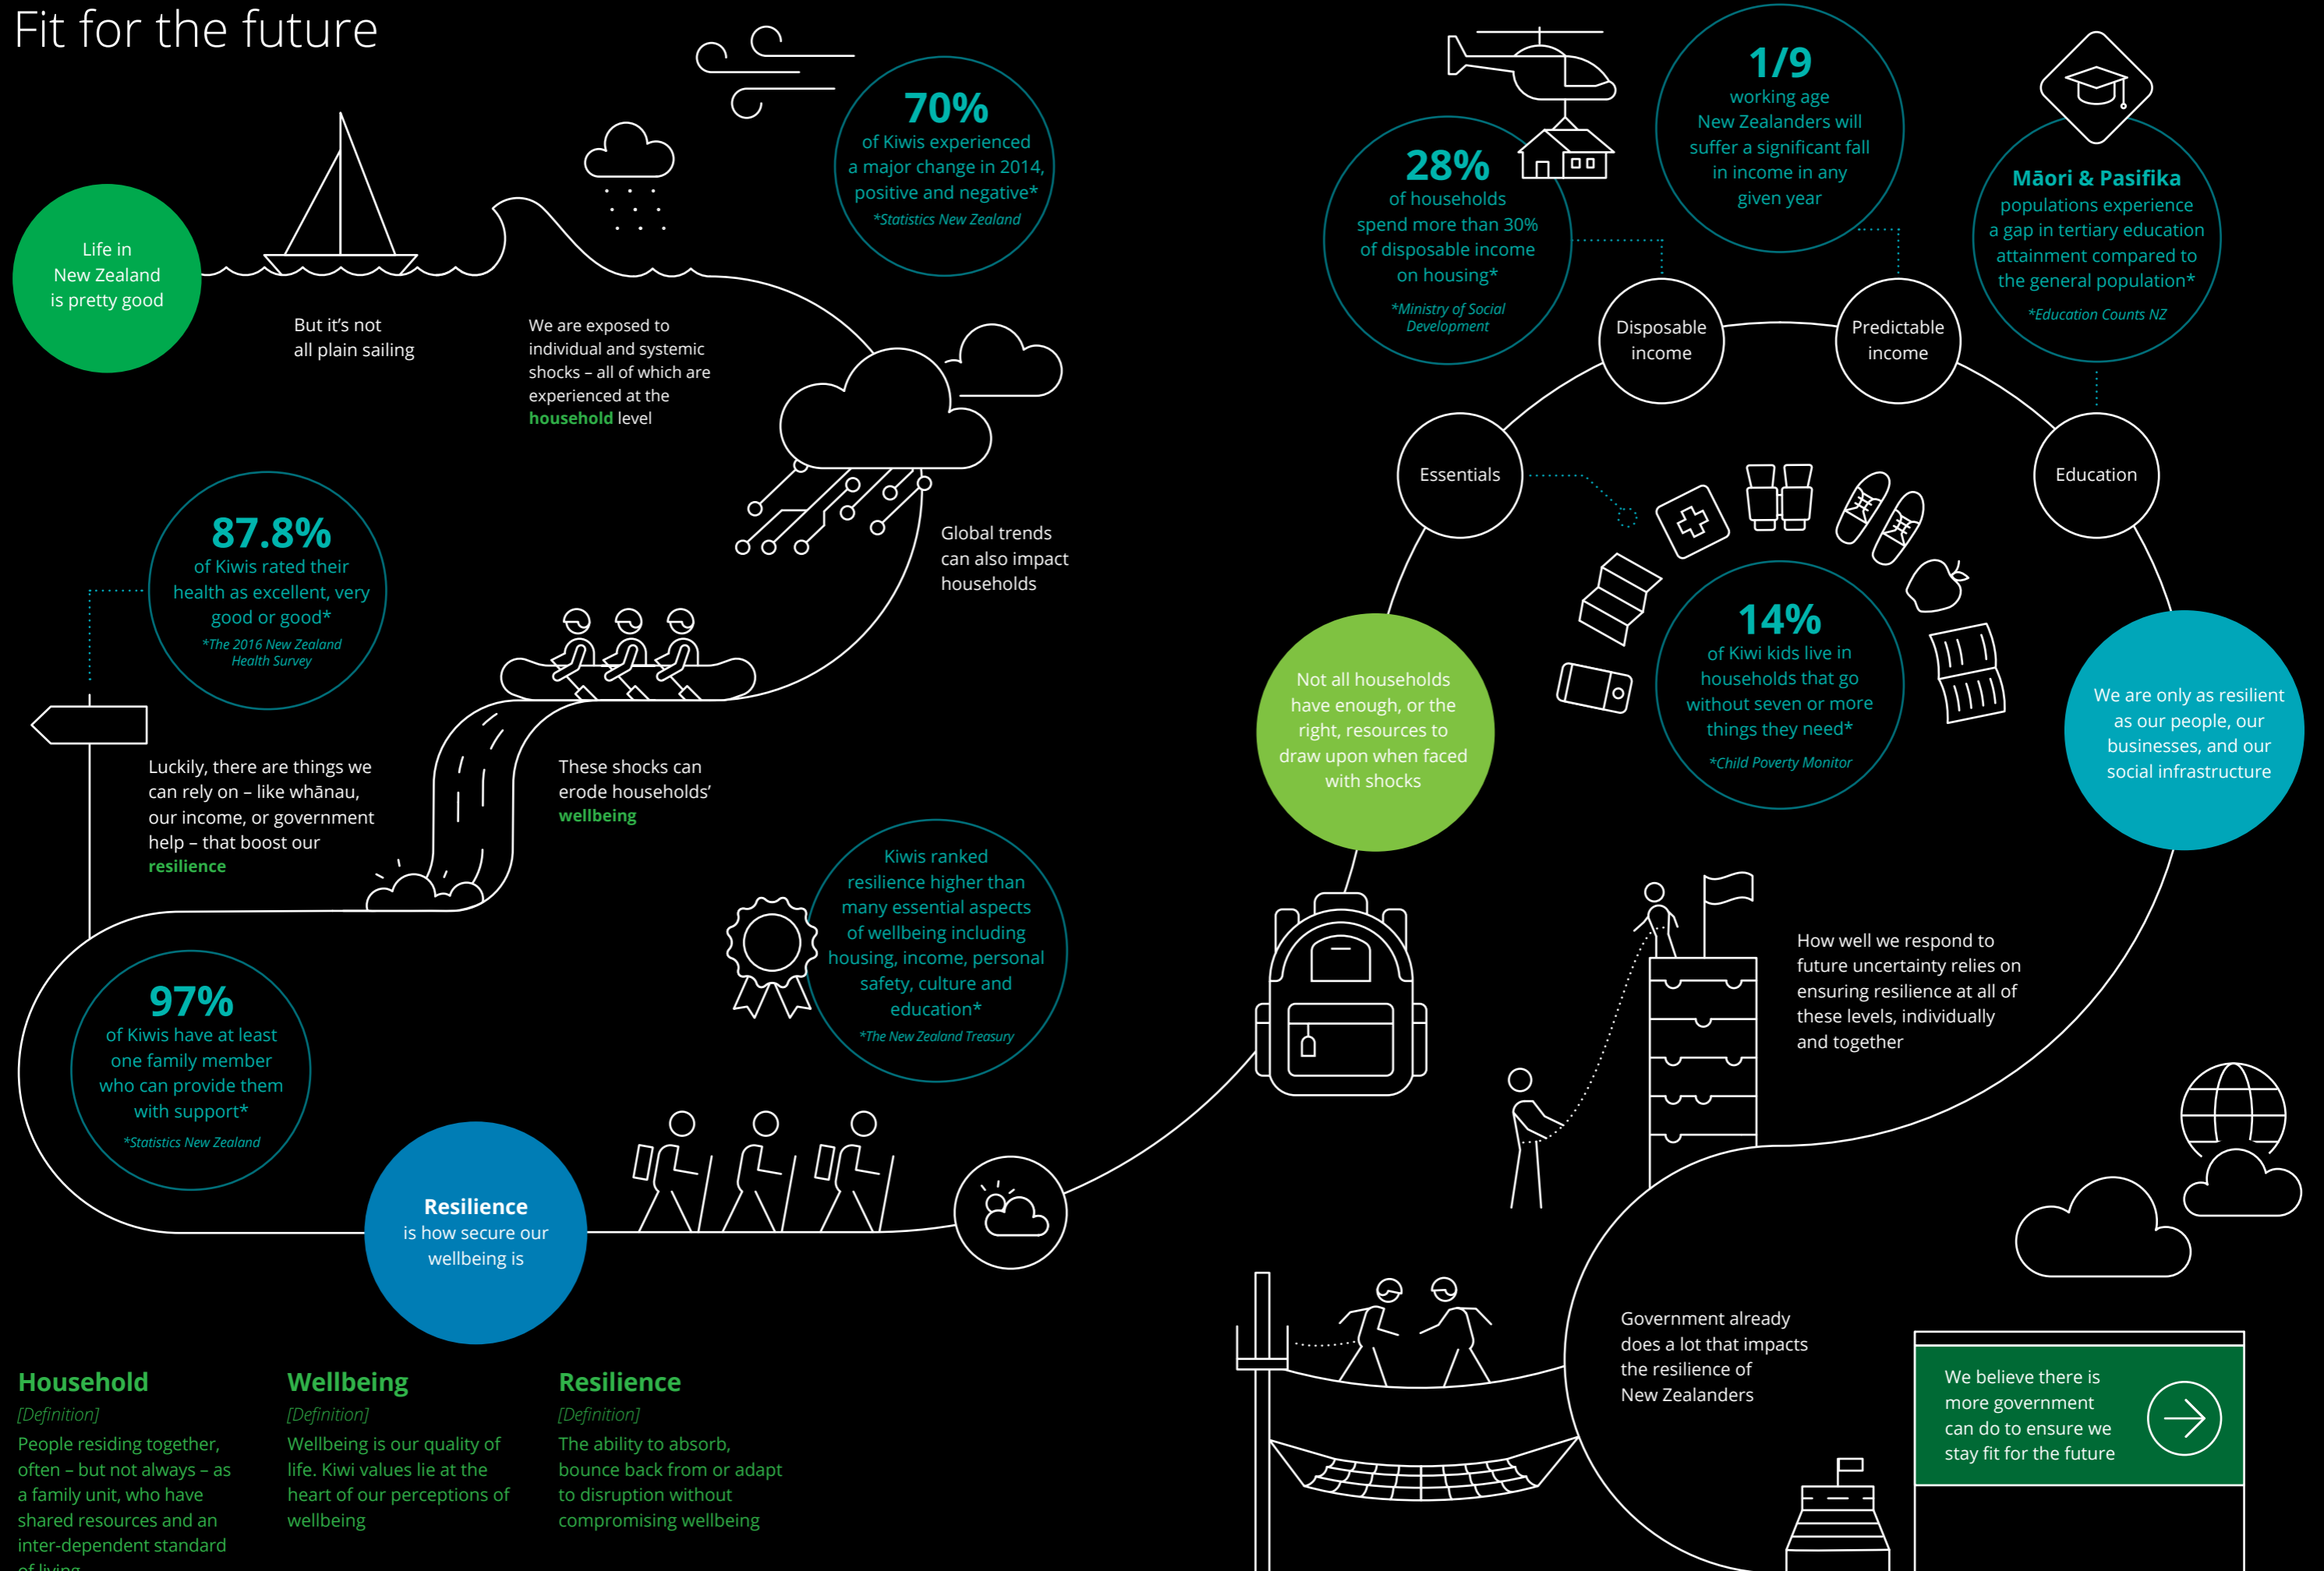 Fit for the future
Life in
New Zealand
is pretty good
But it's not
all plain sailing
We are exposed to
individual and systemic
shocks – all of which are
experienced at the
household level
70%
of Kiwis experienced
a major change in 2014,
positive and negative*
*Statistics New Zealand
Global trends
can also impact
households
87.8%
of Kiwis rated their
health as excellent, very
good or good*
*The 2016 New Zealand
Health Survey
These shocks can
erode households'
wellbeing
Luckily, there are things we
can rely on – like whānau,
our income, or government
help – that boost our
resilience
97%
of Kiwis have at least
one family member
who can provide them
with support*
*Statistics New Zealand
Kiwis ranked
resilience higher than
many essential aspects
of wellbeing including
housing, income, personal
safety, culture and
education*
*The New Zealand Treasury
Resilience
is how secure our
wellbeing is
Household
[Definition]
People residing together,
often – but not always – as
a family unit, who have
shared resources and an
inter-dependent standard
of living
Wellbeing
[Definition]
Wellbeing is our quality of
life. Kiwi values lie at the
heart of our perceptions of
wellbeing
Resilience
[Definition]
The ability to absorb,
bounce back from or adapt
to disruption without
compromising wellbeing
Not all households
have enough, or the
right, resources to
draw upon when faced
with shocks
Essentials
28%
of households
spend more than 30%
of disposable income
on housing*
*Ministry of Social
Development
Disposable
income
1/9
working age
New Zealanders will
suffer a significant fall
in income in any
given year
Predictable
income
Māori & Pasifika
populations experience
a gap in tertiary education
attainment compared to
the general population*
*Education Counts NZ
Education
14%
of Kiwi kids live in
households that go
without seven or more
things they need*
*Child Poverty Monitor
We are only as resilient
as our people, our
businesses, and our
social infrastructure
How well we respond to
future uncertainty relies on
ensuring resilience at all of
these levels, individually
and together
Government already
does a lot that impacts
the resilience of
New Zealanders
We believe there is
more government
can do to ensure we
stay fit for the future